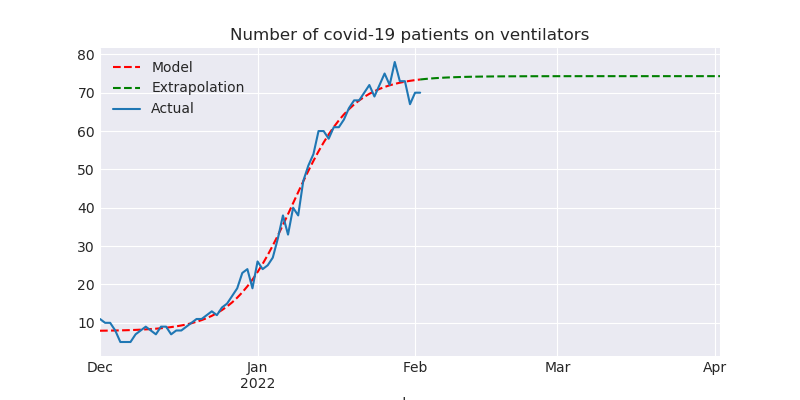 Number of covid-19 patients on ventilators
80
70
60
50
40
30
20
10
Model
Extrapolation
Actual
Dec
Jan
2022
Feb
Mar
Apr